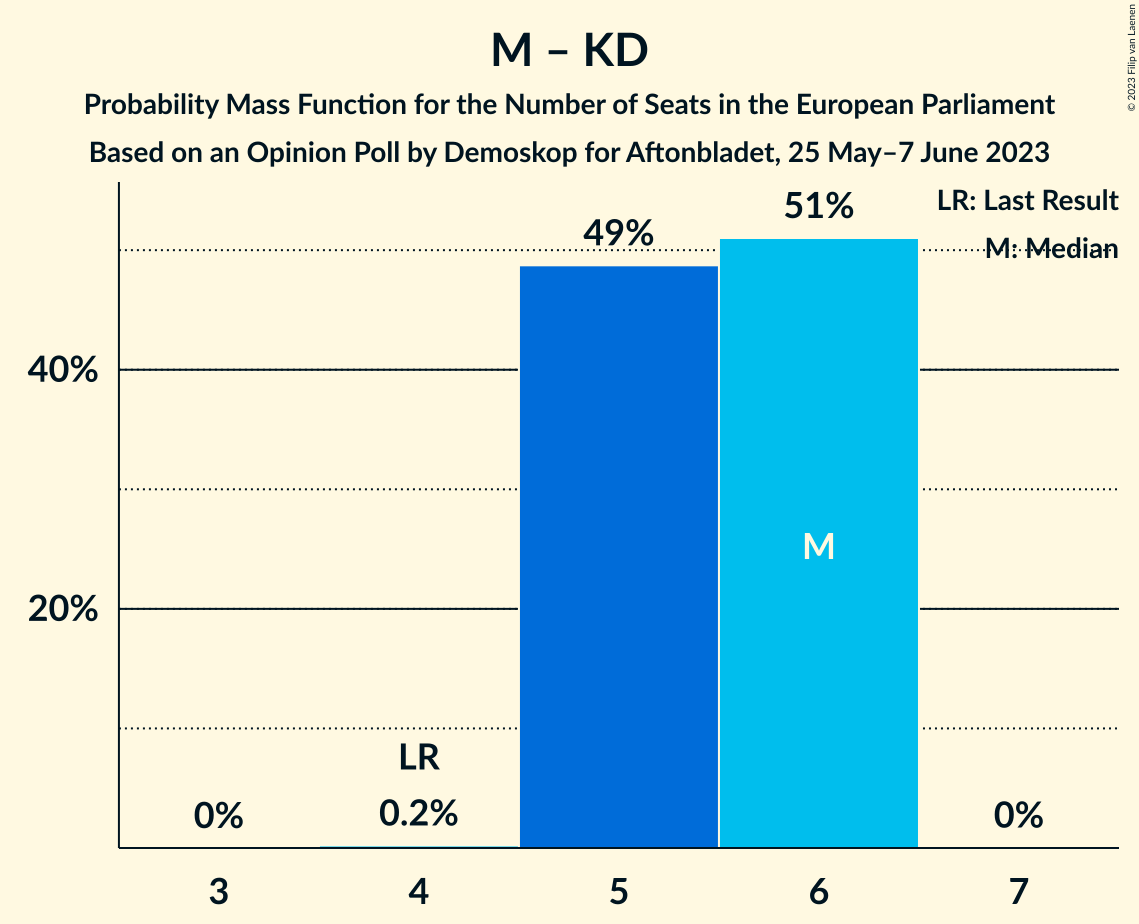 M – KD
Probability Mass Function for the Number of Seats in the European Parliament
Based on an Opinion Poll by Demoskop for Aftonbladet, 25 May–7 June 2023
© 2023 Filip van Laenen
LR: Last Result
M: Median
51%
49%
40%
M
20%
LR
0%
0.2%
0%
3
4
5
6
7